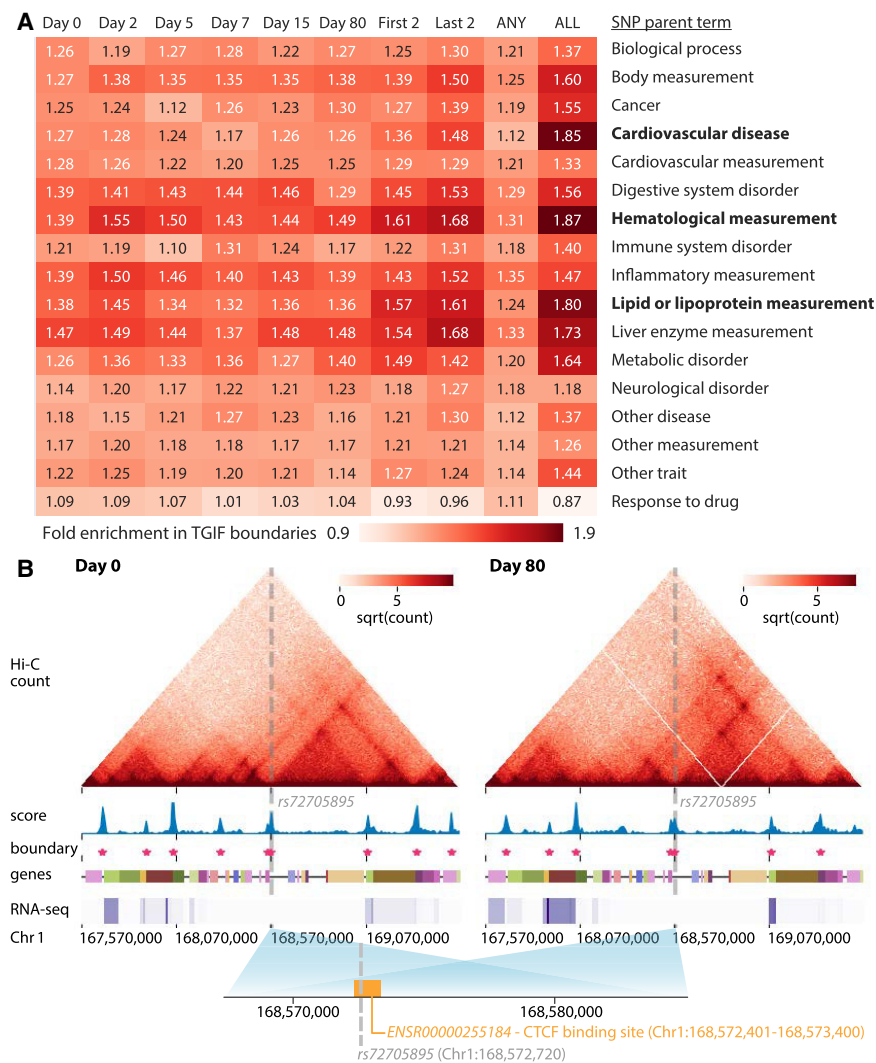 A
Day 0 Day 2 Day 5 Day 7 Day 15 Day 80 First 2 Last 2 ANY ALL SNP parent term
1.26 1.19 1.27 1.28 1.22 1.27 1.25 1.30 1.21 1.37 Biological process
1.27 1.38 1.35 1.35 1.35 1.38 1.39 1.50 1.25 1.60 Body measurement
1.25 1.24 1.12 1.26 1.23 1.30 1.27 1.39 1.19 1.55 Cancer
1.27 1.28 1.24 1.17 1.26 1.26 1.36 1.48 1.12 1.85 Cardiovascular disease
1.28 1.26 1.22 1.20 1.25 1.25 1.29 1.29 1.21 1.33 Cardiovascular measurement
1.39 1.41 1.43 1.44 1.46 1.29 1.45 1.53 1.29 1.56 Digestive system disorder
1.39 1.55 1.50 1.43 1.44 1.49 1.61 1.68 1.31 1.87 Hematological measurement
1.21 1.19 1.10 1.31 1.24 1.17 1.22 1.31 1.18 1.40 Immune system disorder
1.39 1.50 1.46 1.40 1.43 1.39 1.43 1.52 1.35 1.47 Inflammatory measurement
1.38 1.45 1.34 1.32 1.36 1.36 1.57 1.61 1.24 1.80 Lipid or lipoprotein measurement
1.47 1.49 1.44 1.37 1.48 1.48 1.54 1.68 1.33 1.73 Liver enzyme measurement
1.26 1.36 1.33 1.36 1.27 1.40 1.49 1.42 1.20 1.64 Metabolic disorder
1.14 1.20 1.17 1.22 1.21 1.23 1.18 1.27 1.18 1.18 Neurological disorder
1.18 1.15 1.21 1.27 1.23 1.16 1.21 1.30 1.12 1.37 Other disease
1.17 1.20 1.18 1.18 1.17 1.17 1.21 1.21 1.14 1.26 Other measurement
1.22 1.25 1.19 1.20 1.21 1.14 1.27 1.24 1.14 1.44 Other trait
1.09 1.09 1.07 1.01 1.03 1.04 0.93 0.96 1.11 0.87 Response to drug
Fold enrichment in TGIF boundaries 0.9 1.9
B
Day 0 Day 80
0 5 0 5
sqrt(count) sqrt(count)
Hi-C
count
rs72705895 rs72705895
score
boundary
genes
RNA-seq
Chr 1 167,570,000 168,070,000 168,570,000 169,070,000 167,570,000 168,070,000 168,570,000 169,070,000
168,570,000 168,580,000
ENSR00000255184 - CTCF binding site (Chr1:168,572,401-168,573,400)
rs72705895 (Chr1:168,572,720)